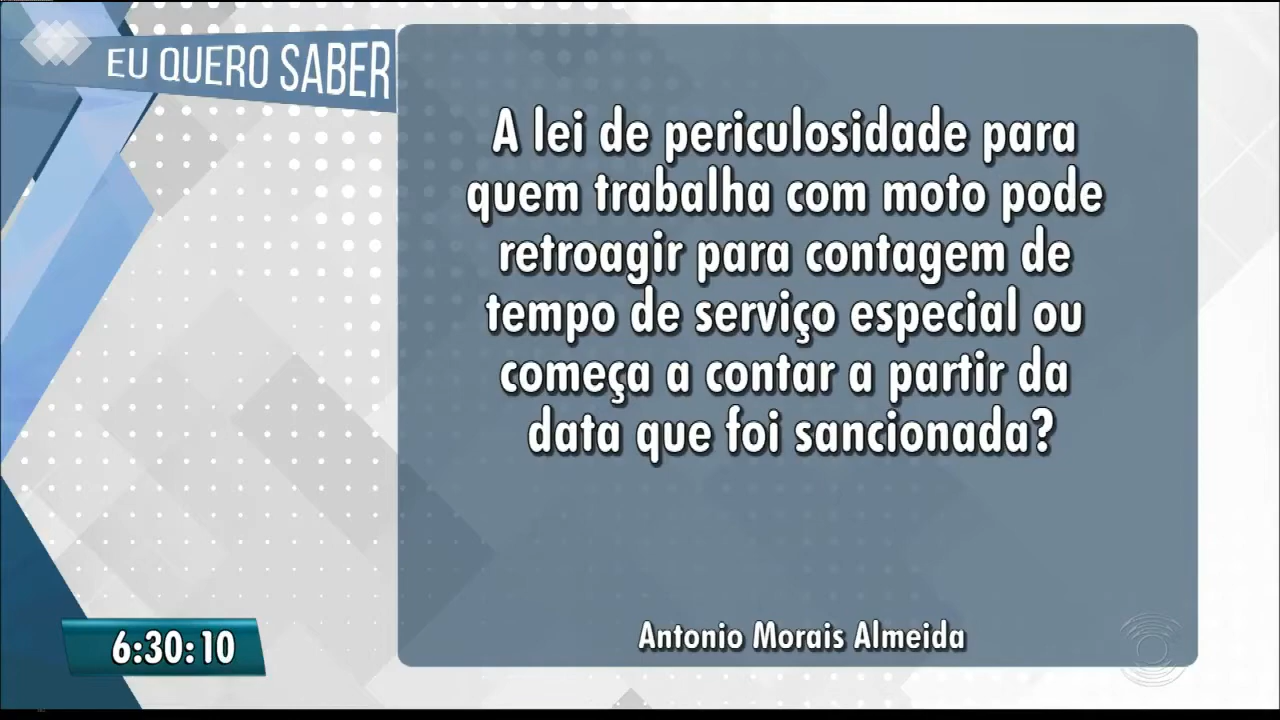 EU QUERO SABER
A lei de periculosidade para
quem trabalha com moto pode
retroagir para contagem de
tempo de serviço especial ou
começa a contar a partir da
data que foi sancionada?
Antonio Morais Almeida
6:30:10